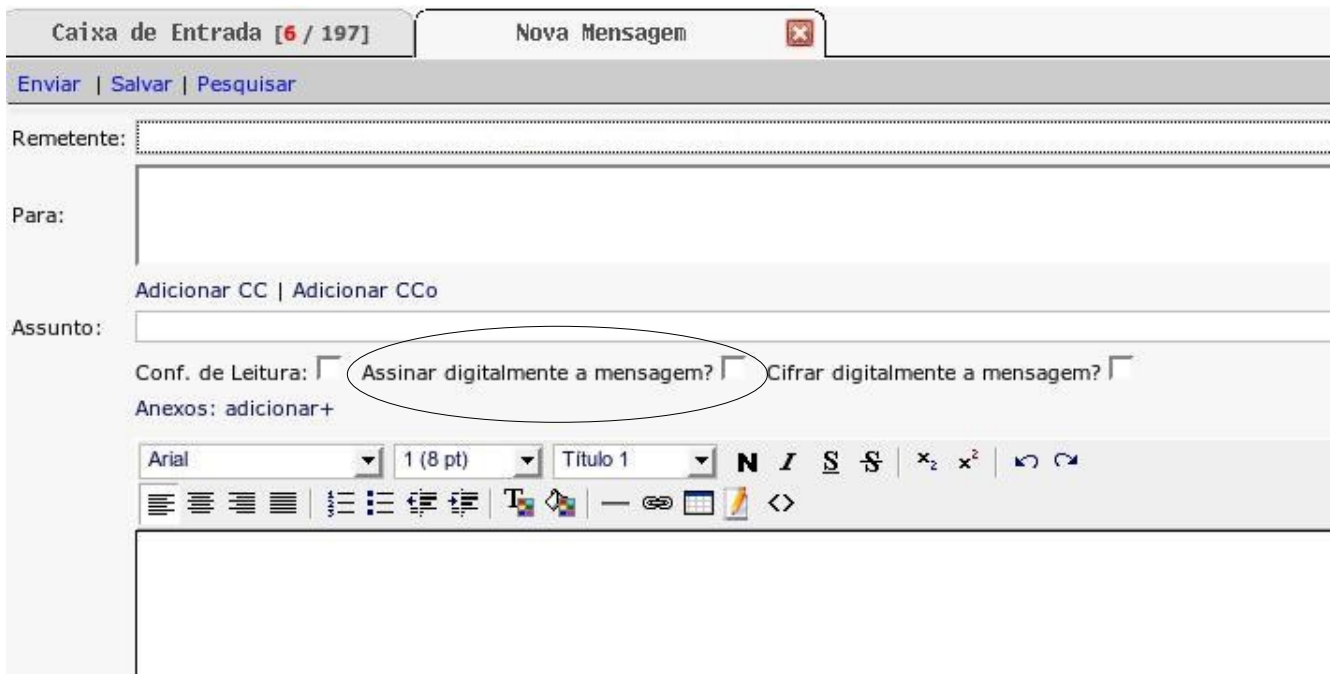 Caixa de Entrada [6 / 197] Nova Mensagem
Enviar | Salvar | Pesquisar
Remetente:
Para:
Adicionar CC | Adicionar CCo
Assunto:
Conf. de Leitura: Assinar digitalmente a mensagem? Cifrar digitalmente a mensagem?
Anexos: adicionar+
Arial 1 (8 pt) Título 1 N I S S x₂ x²